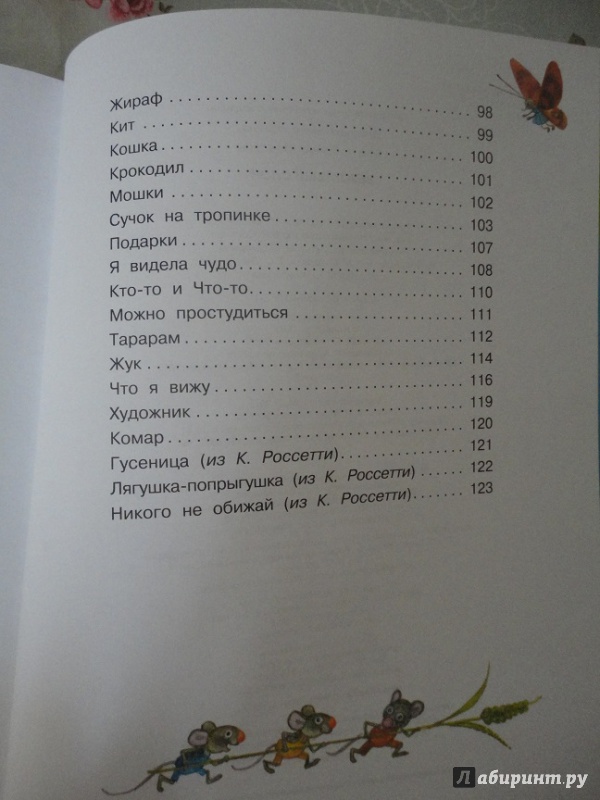 Жираф . . . . . . . . . . . . . . . . . . . . . . . . . . . . . . 98
Кит . . . . . . . . . . . . . . . . . . . . . . . . . . . . . . 99
Кошка . . . . . . . . . . . . . . . . . . . . . . . . . . . . . . 100
Крокодил . . . . . . . . . . . . . . . . . . . . . . . . . . . . 101
Мошки . . . . . . . . . . . . . . . . . . . . . . . . . . . . . 102
Сучок на тропинке . . . . . . . . . . . . . . . . . . . . 103
Подарки . . . . . . . . . . . . . . . . . . . . . . . . . . . . 107
Я видела чудо . . . . . . . . . . . . . . . . . . . . . . . 108
Кто-то и Что-то . . . . . . . . . . . . . . . . . . . . . . 110
Можно простудиться . . . . . . . . . . . . . . . . . . 111
Тарарам . . . . . . . . . . . . . . . . . . . . . . . . . . . . 112
Жук . . . . . . . . . . . . . . . . . . . . . . . . . . . . . . . . 114
Что я вижу . . . . . . . . . . . . . . . . . . . . . . . . . 116
Художник . . . . . . . . . . . . . . . . . . . . . . . . . . . 119
Комар . . . . . . . . . . . . . . . . . . . . . . . . . . . . . . 120
Гусеница (из К. Россетти) . . . . . . . . . . . . . 121
Лягушка-попрыгушка (из К. Россетти) . . . . . . 122
Никого не обижай (из К. Россетти) . . . . . . . 123
Лабиринт.ру